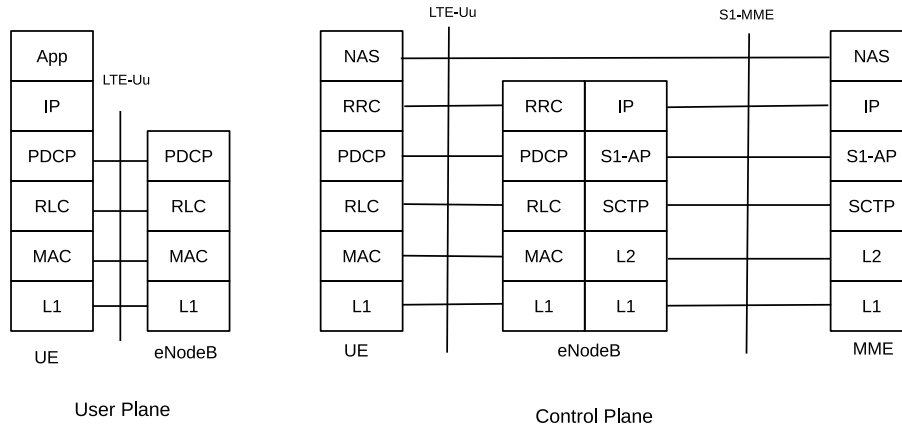 LTE-Uu
S1-MME
App
NAS
NAS
LTE-Uu
IP
RRC
RRC
IP
IP
PDCP
PDCP
PDCP
PDCP
S1-AP
S1-AP
RLC
RLC
RLC
RLC
SCTP
SCTP
MAC
MAC
MAC
MAC
L2
L2
L1
L1
L1
L1
L1
L1
UE
eNodeB
UE
eNodeB
MME
User Plane
Control Plane